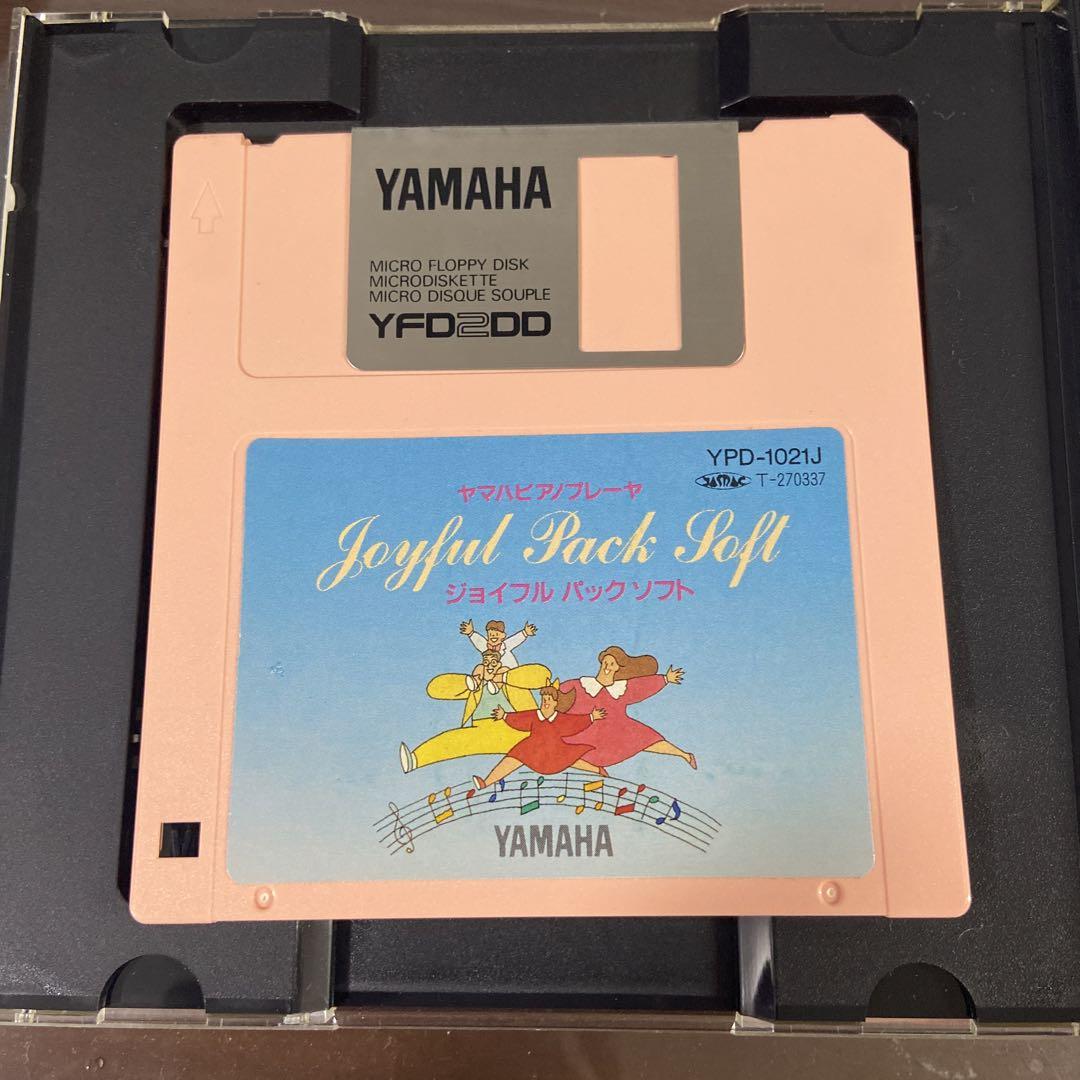 YAMAHA
MICRO FLOPPY DISK
MICRODISKETTE
MICRO DISQUE SOUPLE
YFD2DD
YPD-1021J
JASRAC T-270337
ヤマハピアノプレーヤ
Joyful Pack Soft
ジョイフル パックソフト
YAMAHA